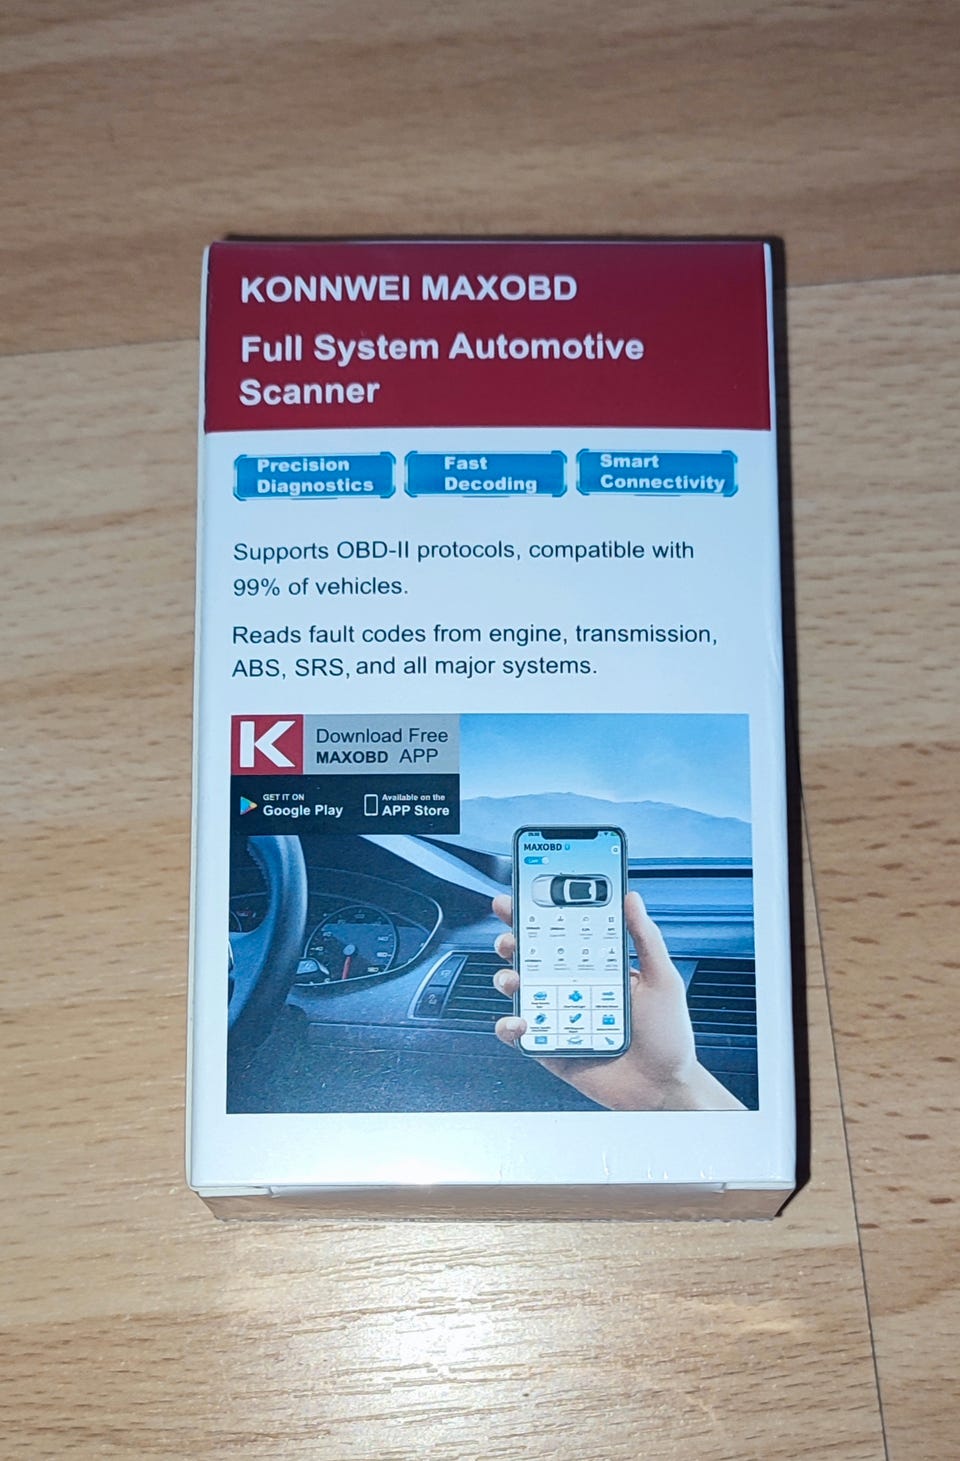 KONNWEI MAXOBD
Full System Automotive
Scanner
Precision
Diagnostics
Fast
Decoding
Smart
Connectivity
Supports OBD-II protocols, compatible with
99% of vehicles.
Reads fault codes from engine, transmission,
ABS, SRS, and all major systems.
K
Download Free
MAXOBD APP
GET IT ON
Google Play
Available on the
APP Store
MAXOBD